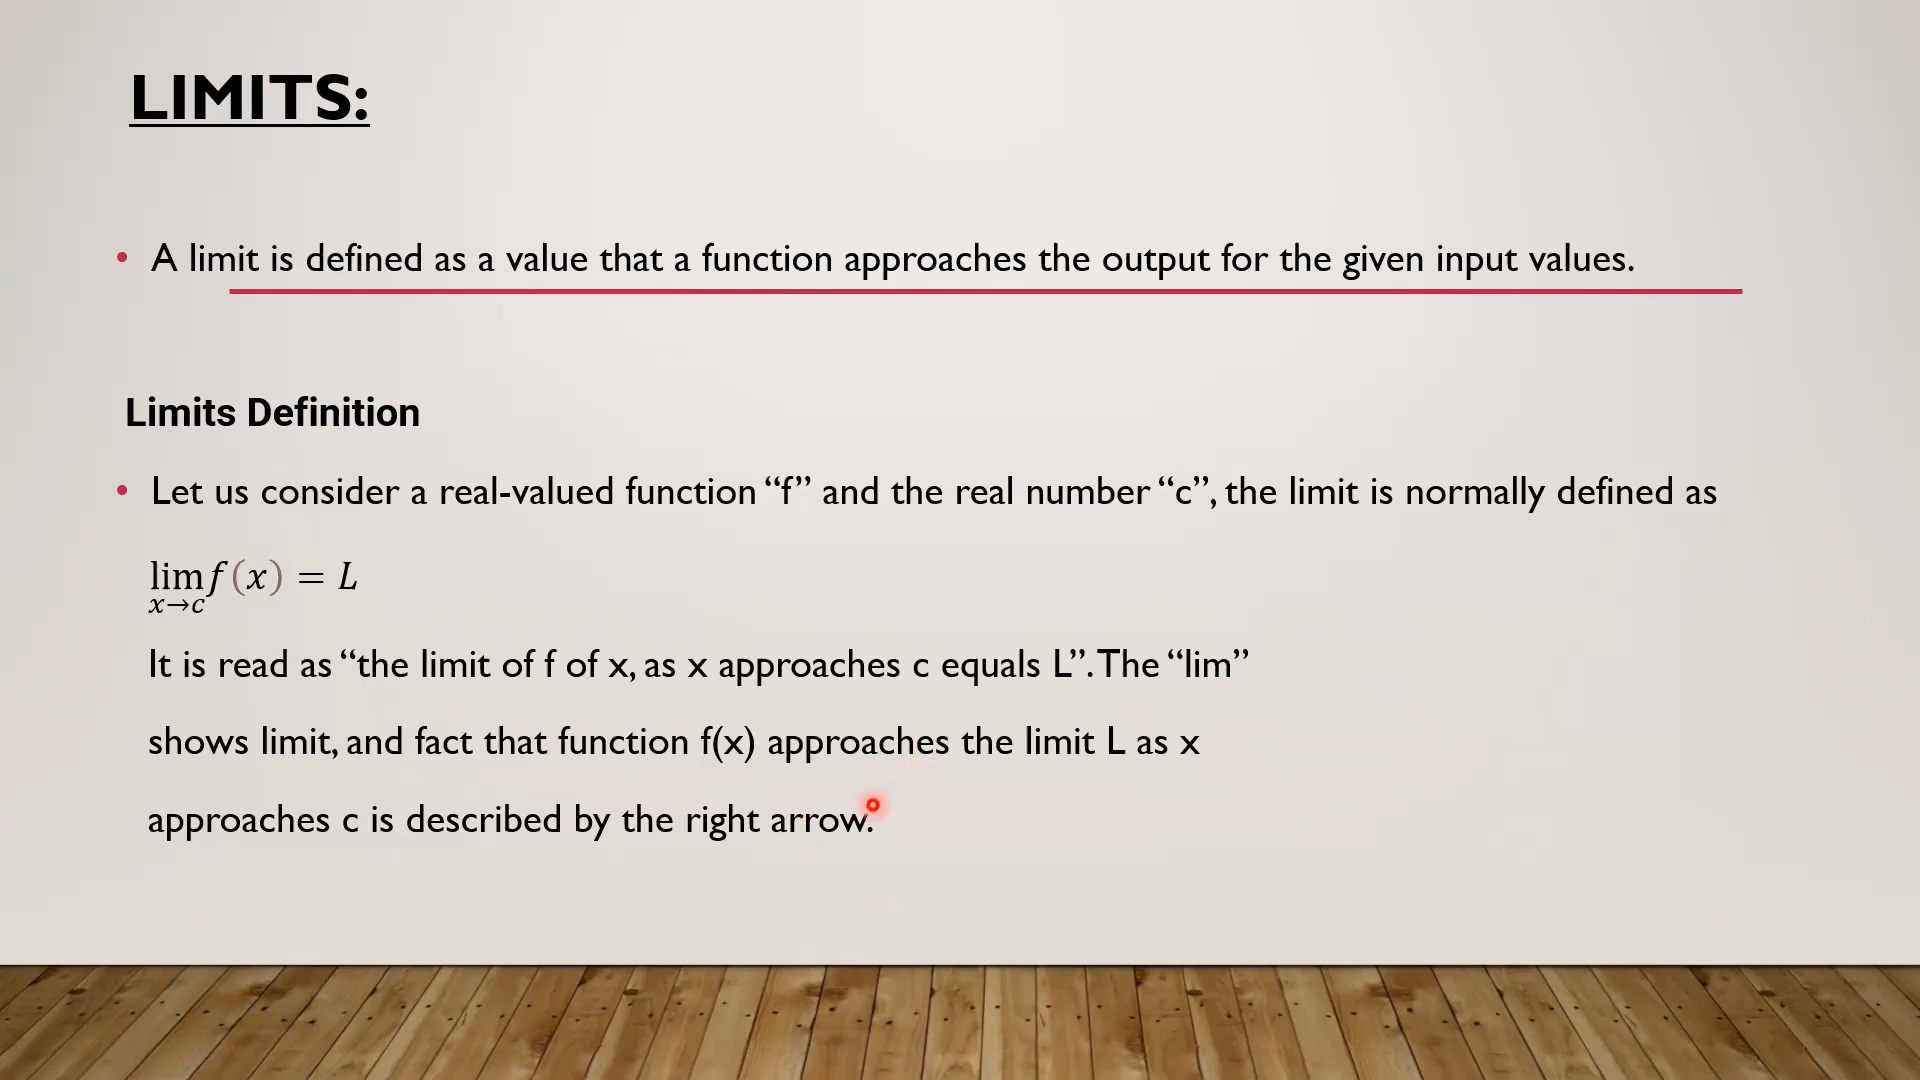 LIMITS:
• A limit is defined as a value that a function approaches the output for the given input values.
Limits Definition
• Let us consider a real-valued function “f” and the real number “c”, the limit is normally defined as
lim f(x) = L
x→c
It is read as “the limit of f of x, as x approaches c equals L”. The “lim”
shows limit, and fact that function f(x) approaches the limit L as x
approaches c is described by the right arrow.